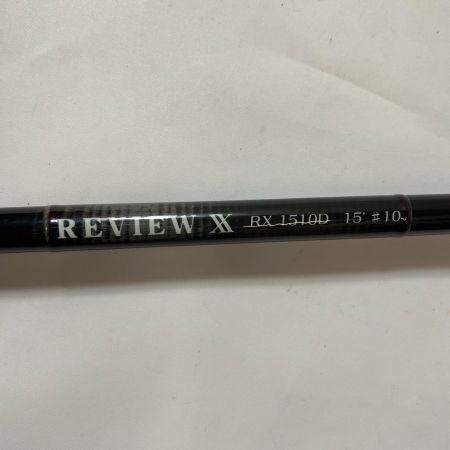 REVIEW X RX 1510D 15' #10~